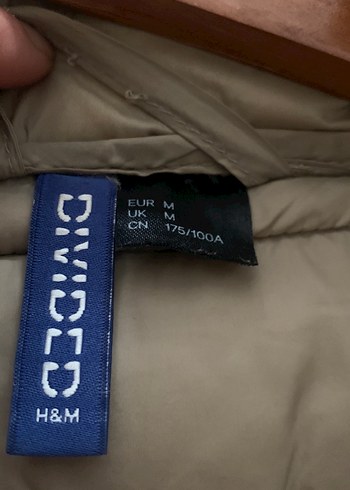 DIVIDED
H&M
EUR M
UK M
CN 175/100A